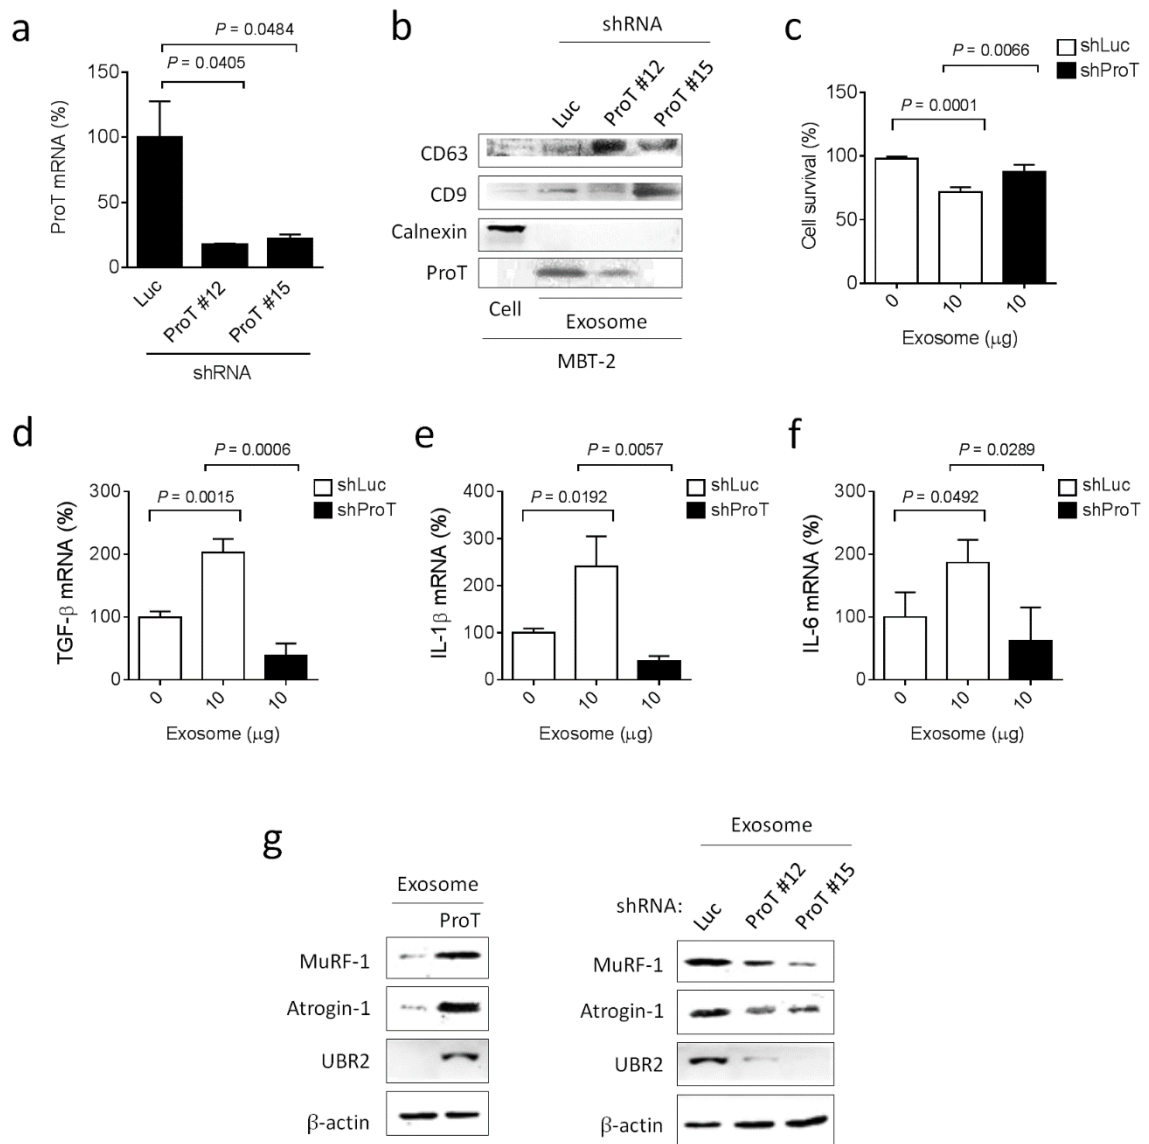 a
P = 0.0484
P = 0.0405
ProT mRNA (%)
150
100
50
0
Luc
ProT #12
ProT #15
shRNA
b
shRNA
Luc
ProT #12
ProT #15
CD63
CD9
Calnexin
ProT
Cell
Exosome
MBT-2
c
shLuc
shProT
P = 0.0066
P = 0.0001
Cell survival (%)
150
100
50
0
0
10
10
Exosome (μg)
d
P = 0.0006
P = 0.0015
shLuc
shProT
TGF-β mRNA (%)
300
200
100
0
0
10
10
Exosome (μg)
e
P = 0.0057
P = 0.0192
shLuc
shProT
IL-1β mRNA (%)
400
300
200
100
0
0
10
10
Exosome (μg)
f
P = 0.0289
P = 0.0492
shLuc
shProT
IL-6 mRNA (%)
300
200
100
0
0
10
10
Exosome (μg)
g
Exosome
ProT
MuRF-1
Atrogin-1
UBR2
β-actin
Exosome
shRNA:
Luc
ProT #12
ProT #15
MuRF-1
Atrogin-1
UBR2
β-actin